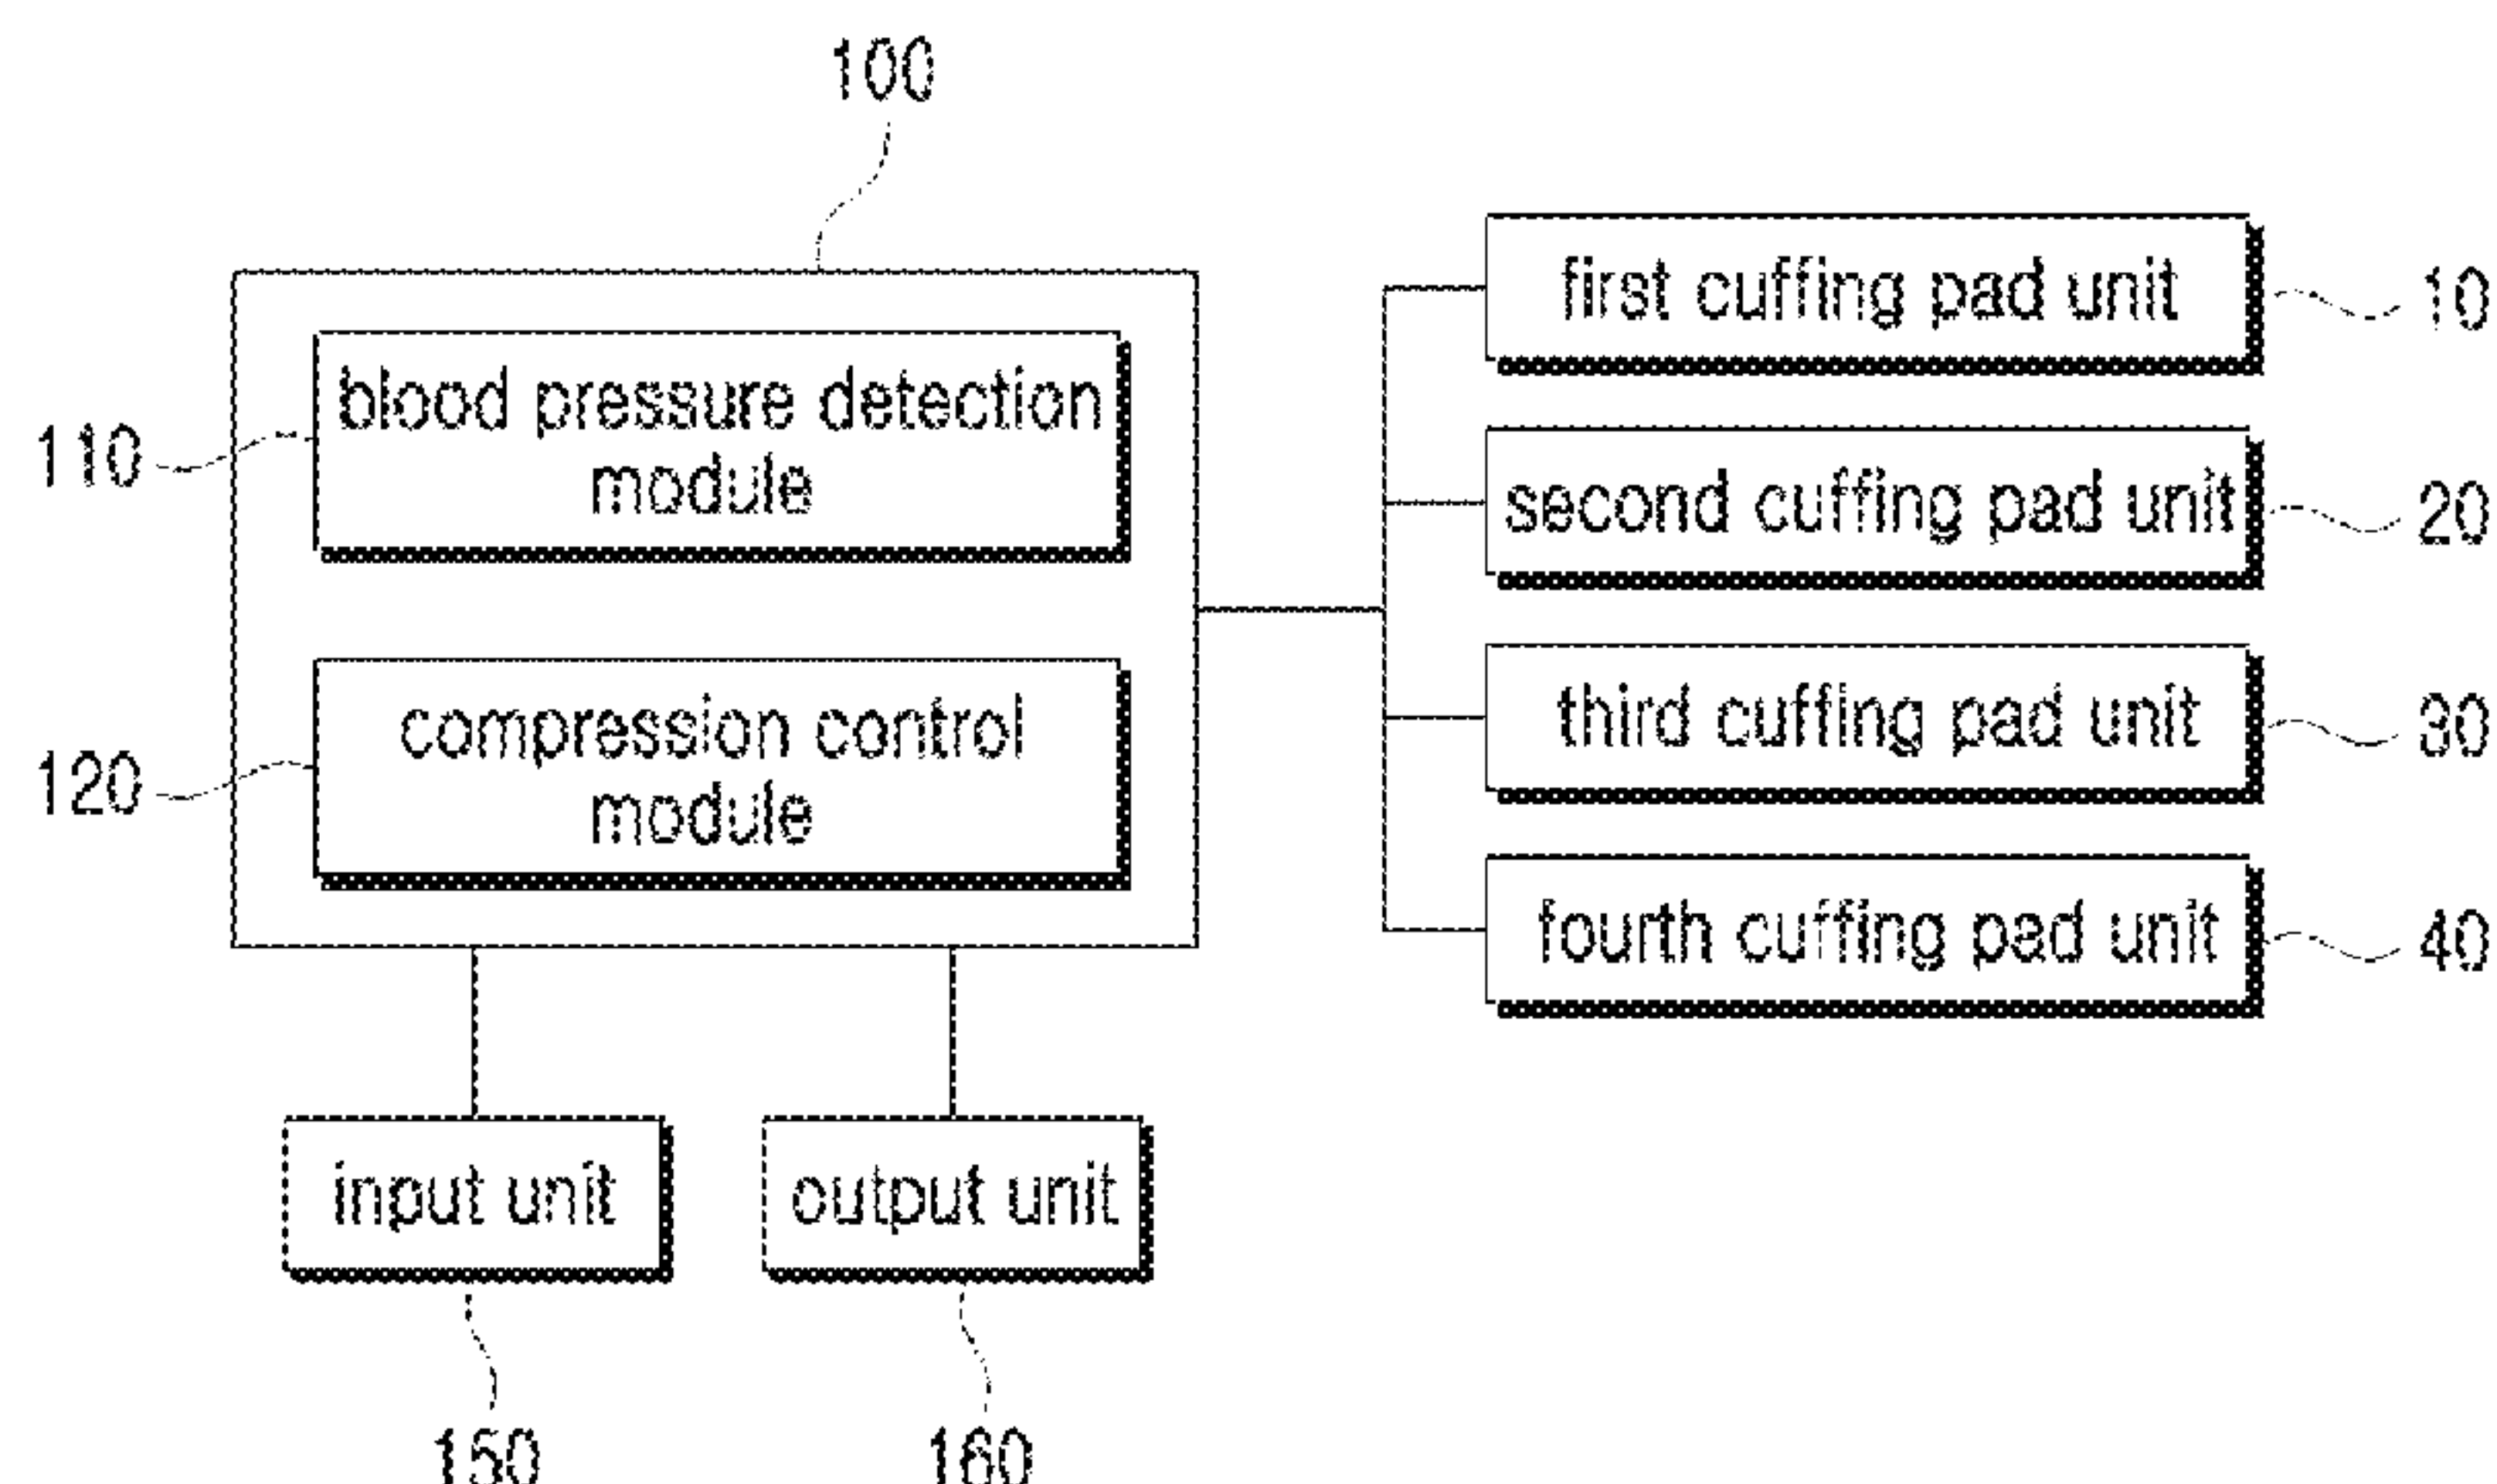 100
first cuffing pad unit
10
blood pressure detection
module
110
second cuffing pad unit
20
compression control
module
120
third cuffing pad unit
30
fourth cuffing pad unit
40
input unit
output unit
150
160